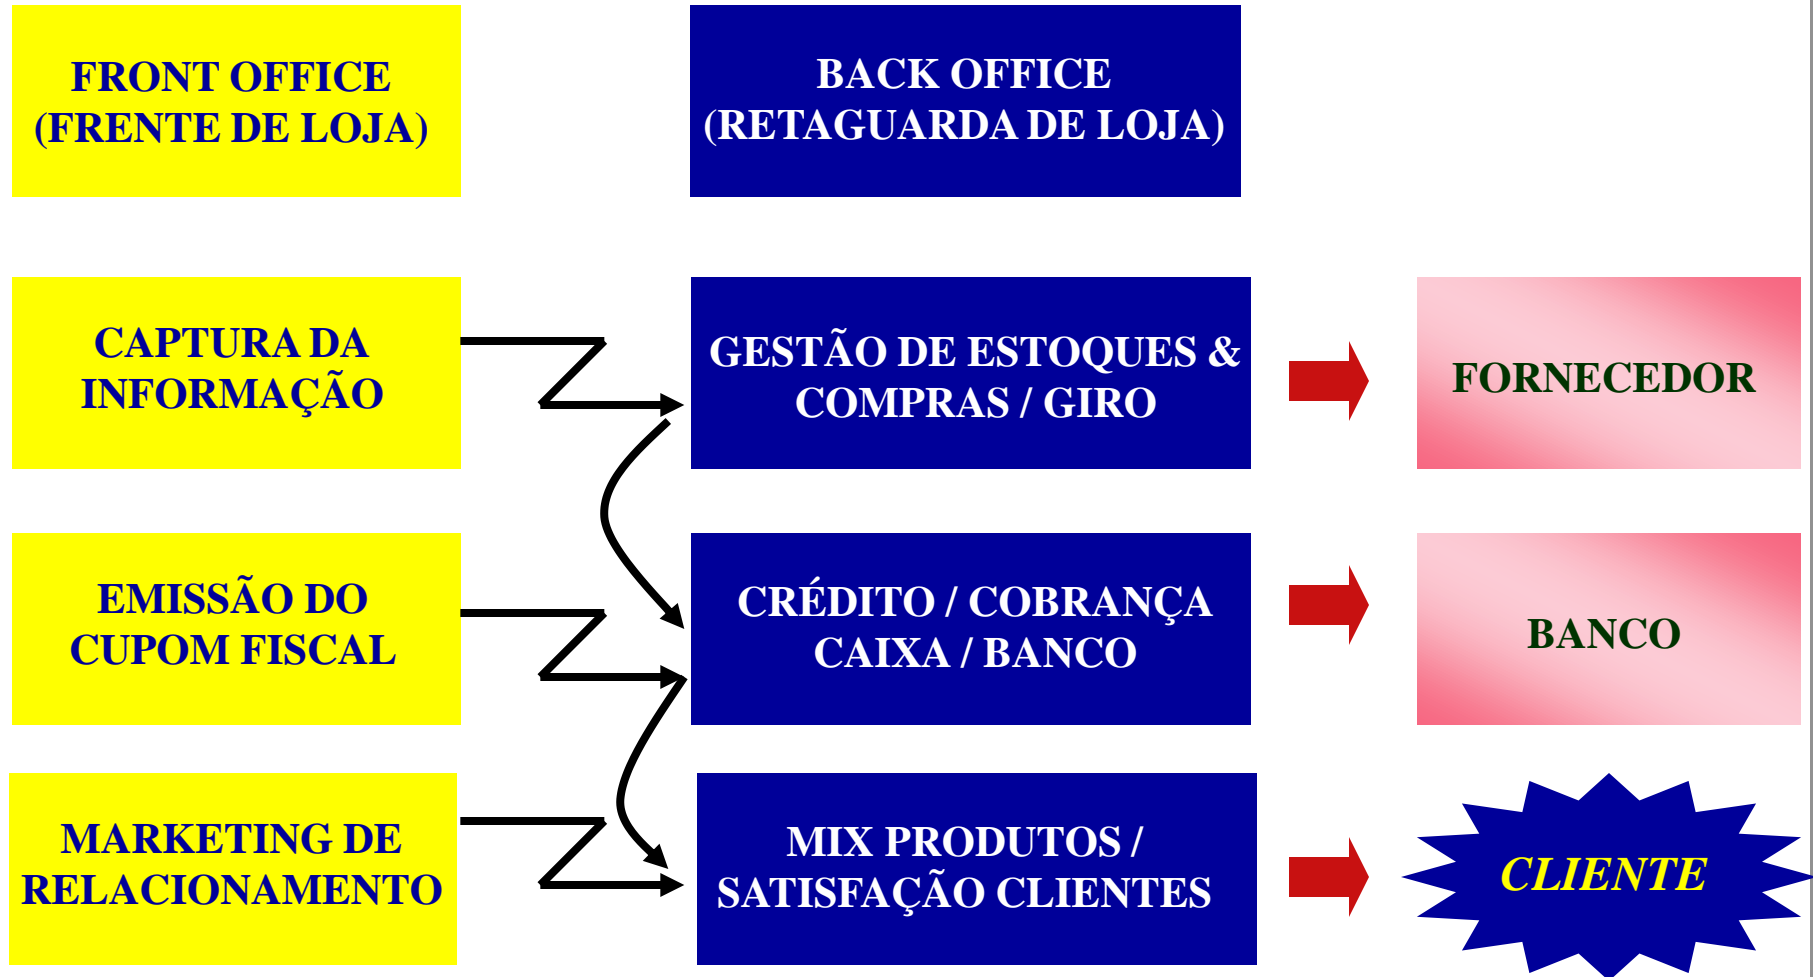 FRONT OFFICE
(FRENTE DE LOJA)
BACK OFFICE
(RETAGUARDA DE LOJA)
CAPTURA DA
INFORMAÇÃO
GESTÃO DE ESTOQUES &
COMPRAS / GIRO
FORNECEDOR
EMISSÃO DO
CUPOM FISCAL
CRÉDITO / COBRANÇA
CAIXA / BANCO
BANCO
MARKETING DE
RELACIONAMENTO
MIX PRODUTOS /
SATISFAÇÃO CLIENTES
CLIENTE